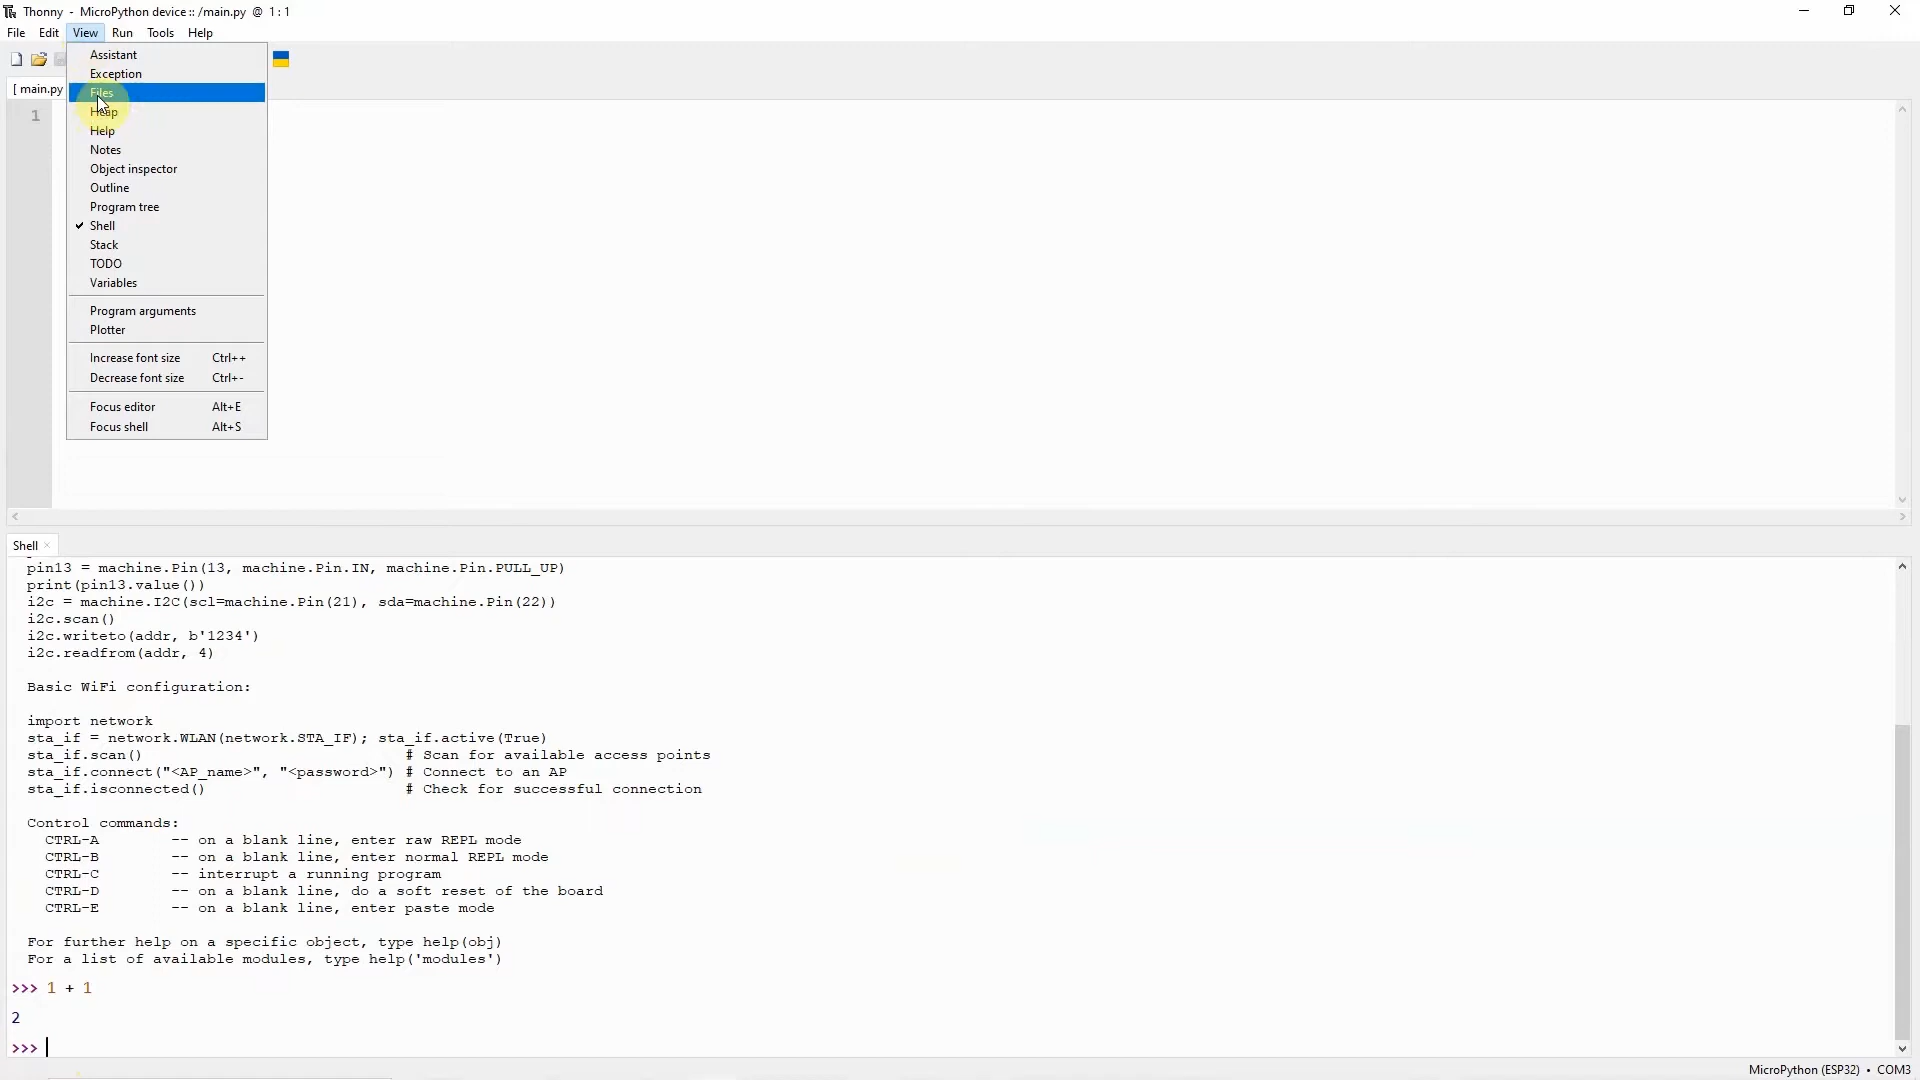 Thonny - MicroPython device :: /main.py @ 1 : 1
File Edit View Run Tools Help
Assistant
Exception
[ main.py
Files
1
Heap
Help
Notes
Object inspector
Outline
Program tree
Shell
Stack
TODO
Variables
Program arguments
Plotter
Increase font size Ctrl++
Decrease font size Ctrl+-
Focus editor Alt+E
Focus shell Alt+S
Shell
pin13 = machine.Pin(13, machine.Pin.IN, machine.Pin.PULL_UP)
print(pin13.value())
i2c = machine.I2C(scl=machine.Pin(21), sda=machine.Pin(22))
i2c.scan()
i2c.writeto(addr, b'1234')
i2c.readfrom(addr, 4)
Basic WiFi configuration:
import network
sta_if = network.WLAN(network.STA_IF); sta_if.active(True)
sta_if.scan() # Scan for available access points
sta_if.connect("<AP_name>", "<password>") # Connect to an AP
sta_if.isconnected() # Check for successful connection
Control commands:
CTRL-A -- on a blank line, enter raw REPL mode
CTRL-B -- on a blank line, enter normal REPL mode
CTRL-C -- interrupt a running program
CTRL-D -- on a blank line, do a soft reset of the board
CTRL-E -- on a blank line, enter paste mode
For further help on a specific object, type help(obj)
For a list of available modules, type help('modules')
>>> 1 + 1
2
>>>
MicroPython (ESP32) • COM3